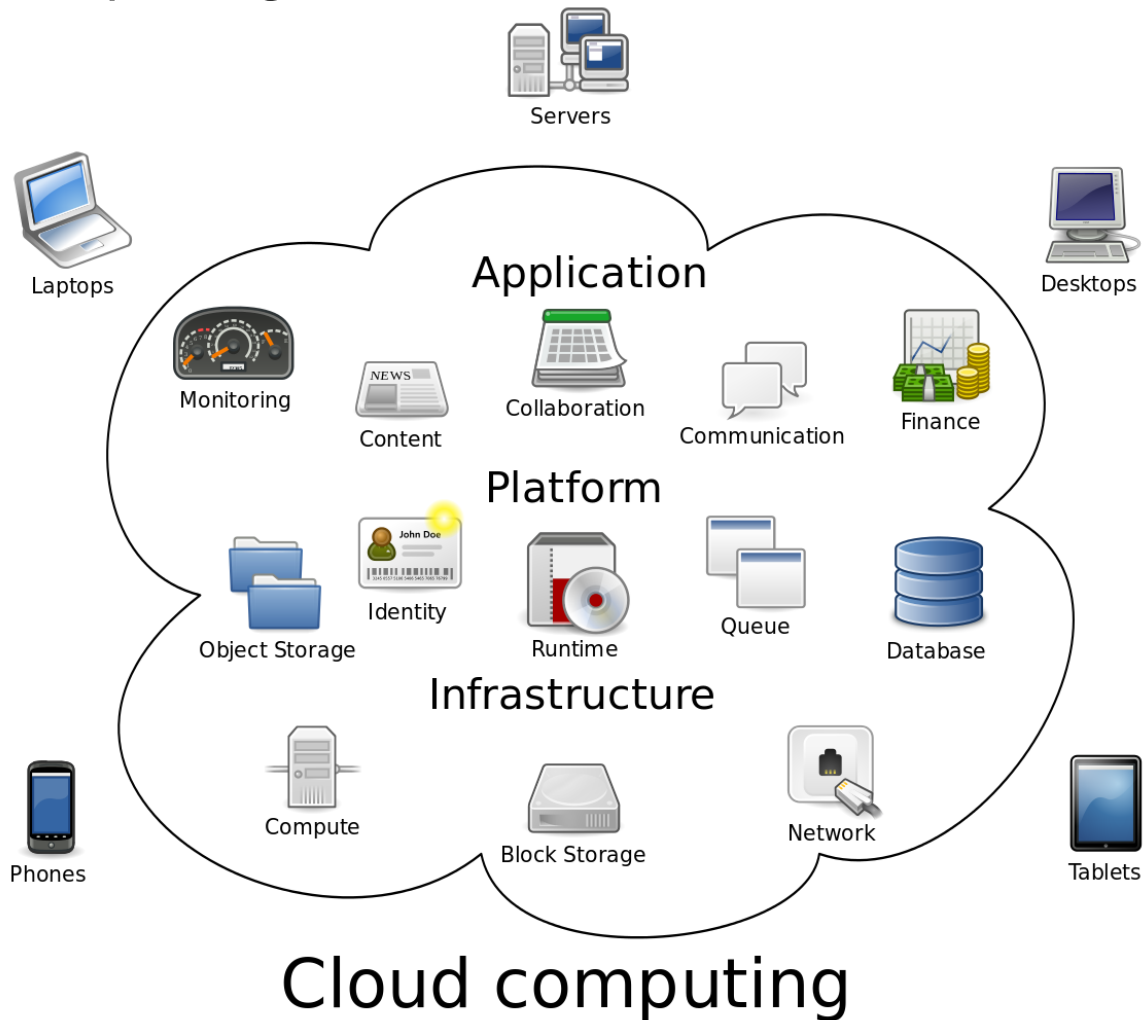 Servers
Laptops
Desktops
Application
Monitoring
NEWS
Content
Collaboration
Communication
Finance
Platform
John Doe
Identity
Object Storage
Runtime
Queue
Database
Infrastructure
Compute
Block Storage
Network
Phones
Tablets
Cloud computing